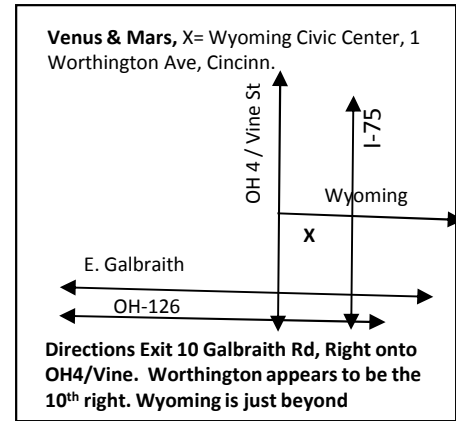 Venus & Mars, X= Wyoming Civic Center, 1
Worthington Ave, Cincinn.
OH 4 / Vine St
I-75
Wyoming
X
E. Galbraith
OH-126
Directions Exit 10 Galbraith Rd, Right onto
OH4/Vine. Worthington appears to be the
10th right. Wyoming is just beyond